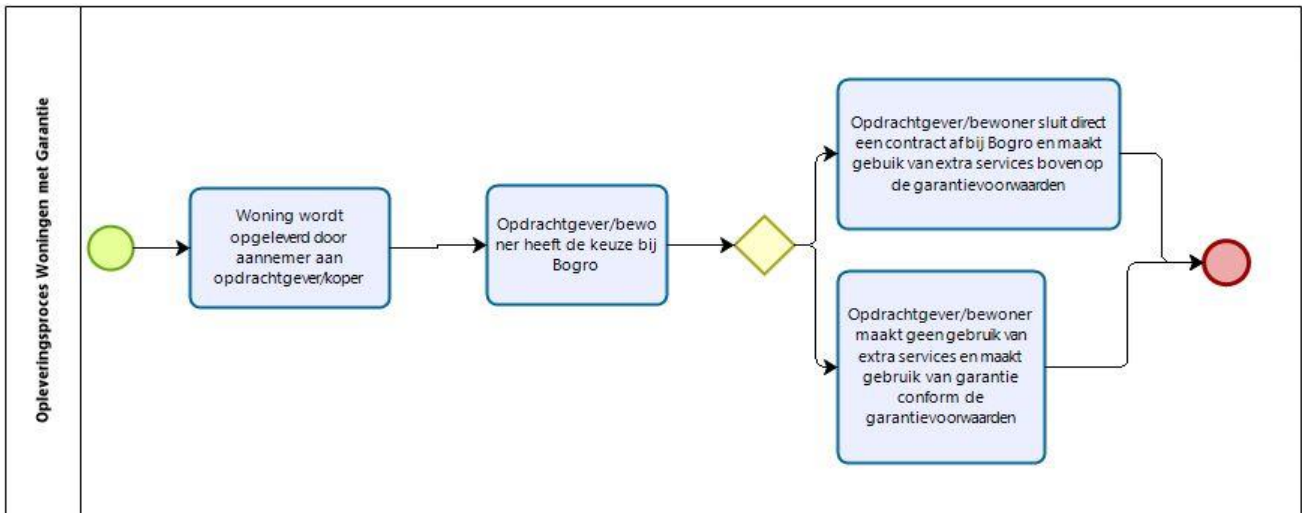 Opleveringsproces Woningen met Garantie
Woning wordt
opgeleverd door
aannemer aan
opdrachtgever/koper
Opdrachtgever/bewo
ner heeft de keuze bij
Bogro
Opdrachtgever/bewoner sluit direct
een contract af bij Bogro en maakt
gebuik van extra services boven op
de garantievoorwaarden
Opdrachtgever/bewoner
maakt geen gebruik van
extra services en maakt
gebruik van garantie
conform de
garantievoorwaarden